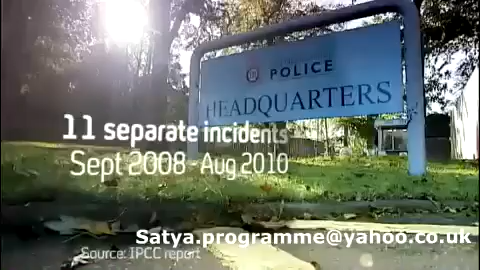 POLICE
HEADQUARTERS
11 separate incidents
Sept 2008 - Aug 2010
Satya.programme@yahoo.co.uk
Source: IPCC report